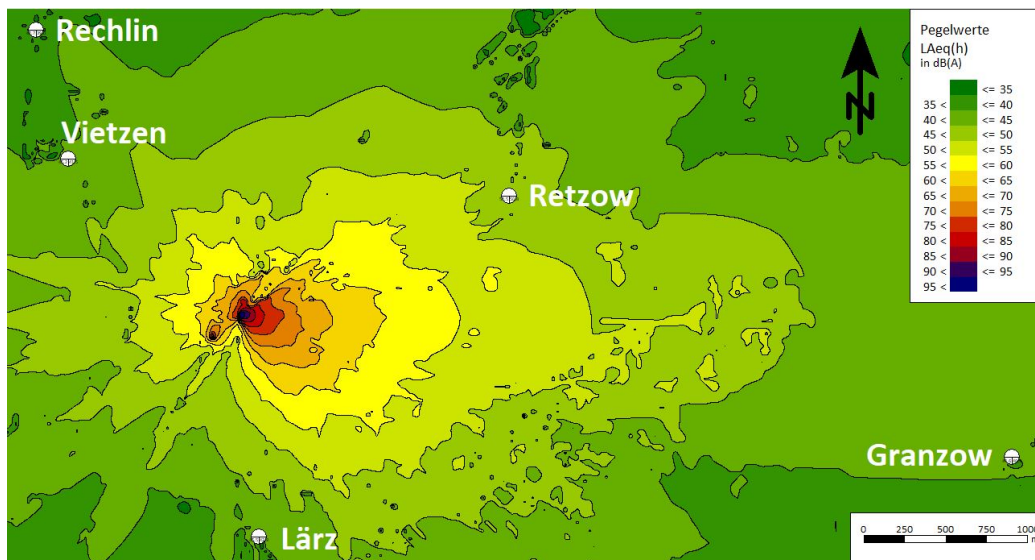 Rechlin
Vietzen
Retzow
Granzow
Lärz
N
Pegelwerte
LAeq(h)
in dB(A)
<= 35
35 < <= 40
40 < <= 45
45 < <= 50
50 < <= 55
55 < <= 60
60 < <= 65
65 < <= 70
70 < <= 75
75 < <= 80
80 < <= 85
85 < <= 90
90 < <= 95
95 <
0 250 500 750 1000
m